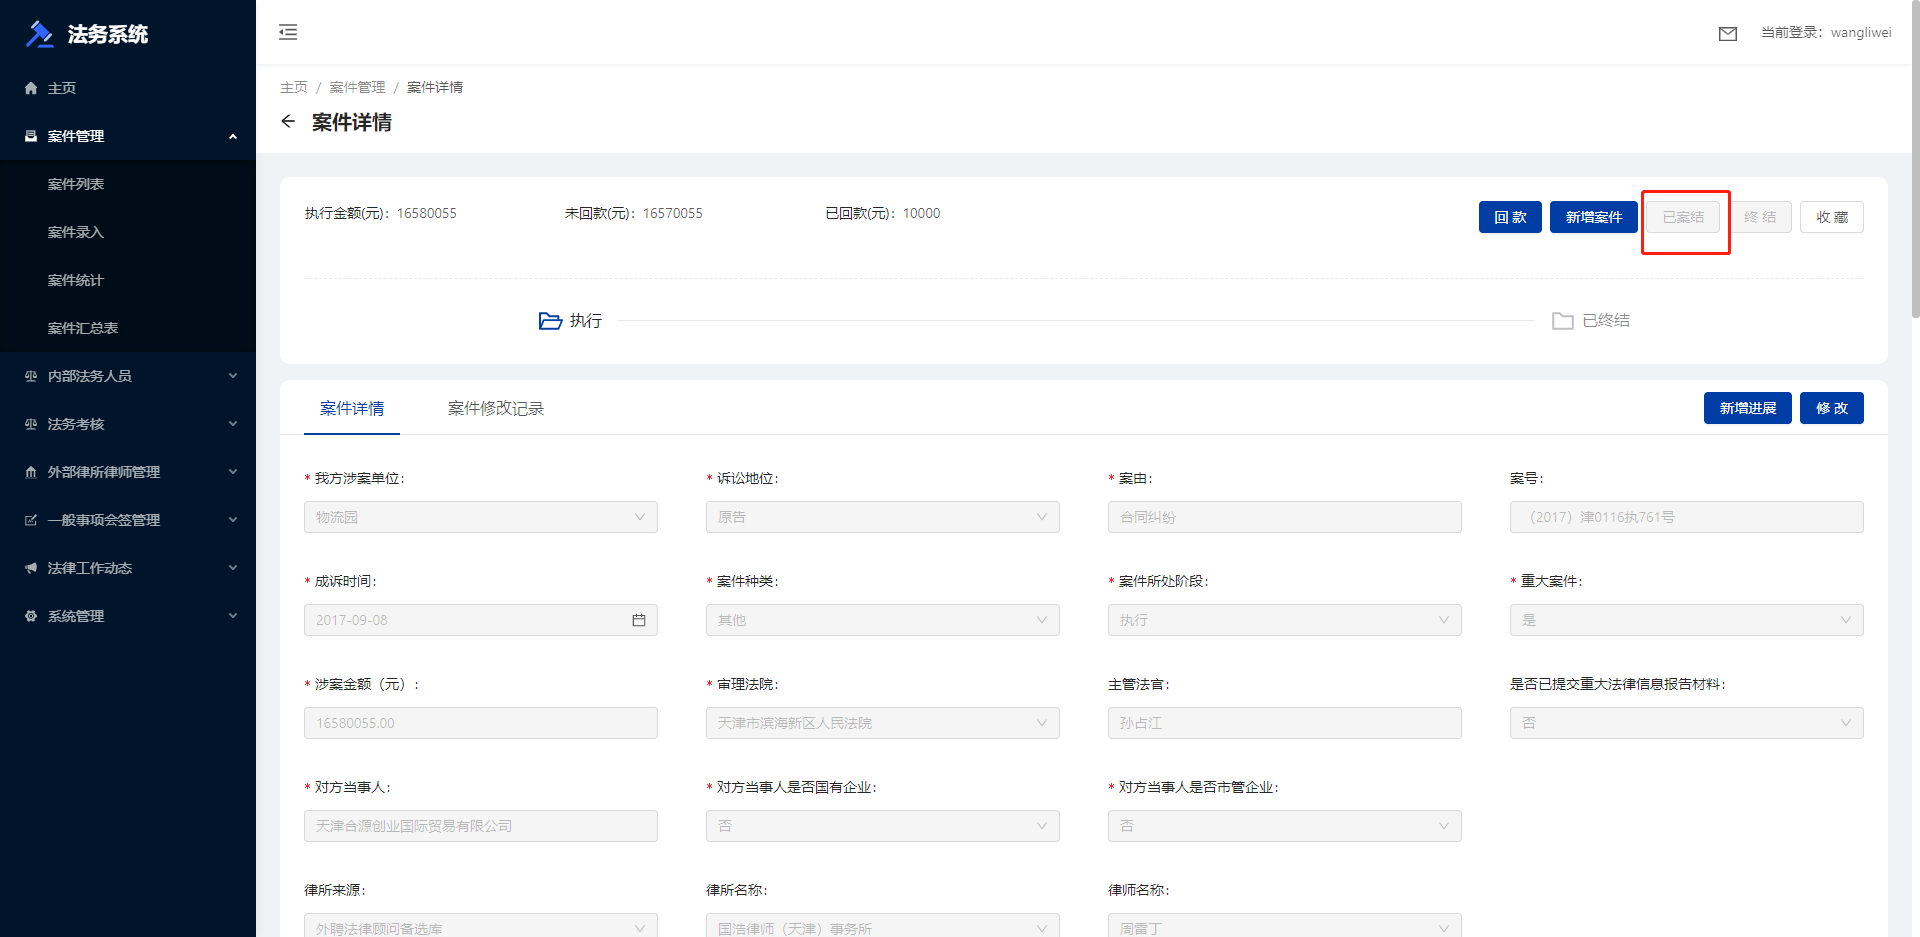 法务系统
当前登录：wangliwei
主页
案件管理
案件列表
案件录入
案件统计
案件汇总表
内部法务人员
法务考核
外部律所律师管理
一般事项会签管理
法律工作动态
系统管理
主页 / 案件管理 / 案件详情
案件详情
执行金额(元)：16580055 未回款(元)：16570055 已回款(元)：10000
回 款 新增案件 已案结 终 结 收 藏
执行 已终结
案件详情 案件修改记录 新增进展 修 改
* 我方涉案单位: * 诉讼地位: * 案由: 案号:
物流园 原告 合同纠纷 （2017）津0116执761号
* 成诉时间: * 案件种类: * 案件所处阶段: * 重大案件:
2017-09-08 其他 执行 是
* 涉案金额（元）: * 审理法院: 主管法官: 是否已提交重大法律信息报告材料:
16580055.00 天津市滨海新区人民法院 孙占江 否
* 对方当事人: * 对方当事人是否国有企业: * 对方当事人是否市管企业:
天津合源创业国际贸易有限公司 否 否
律所来源: 律所名称: 律师名称:
外聘法律顾问备选库 国浩律师（天津）事务所 周雷丁